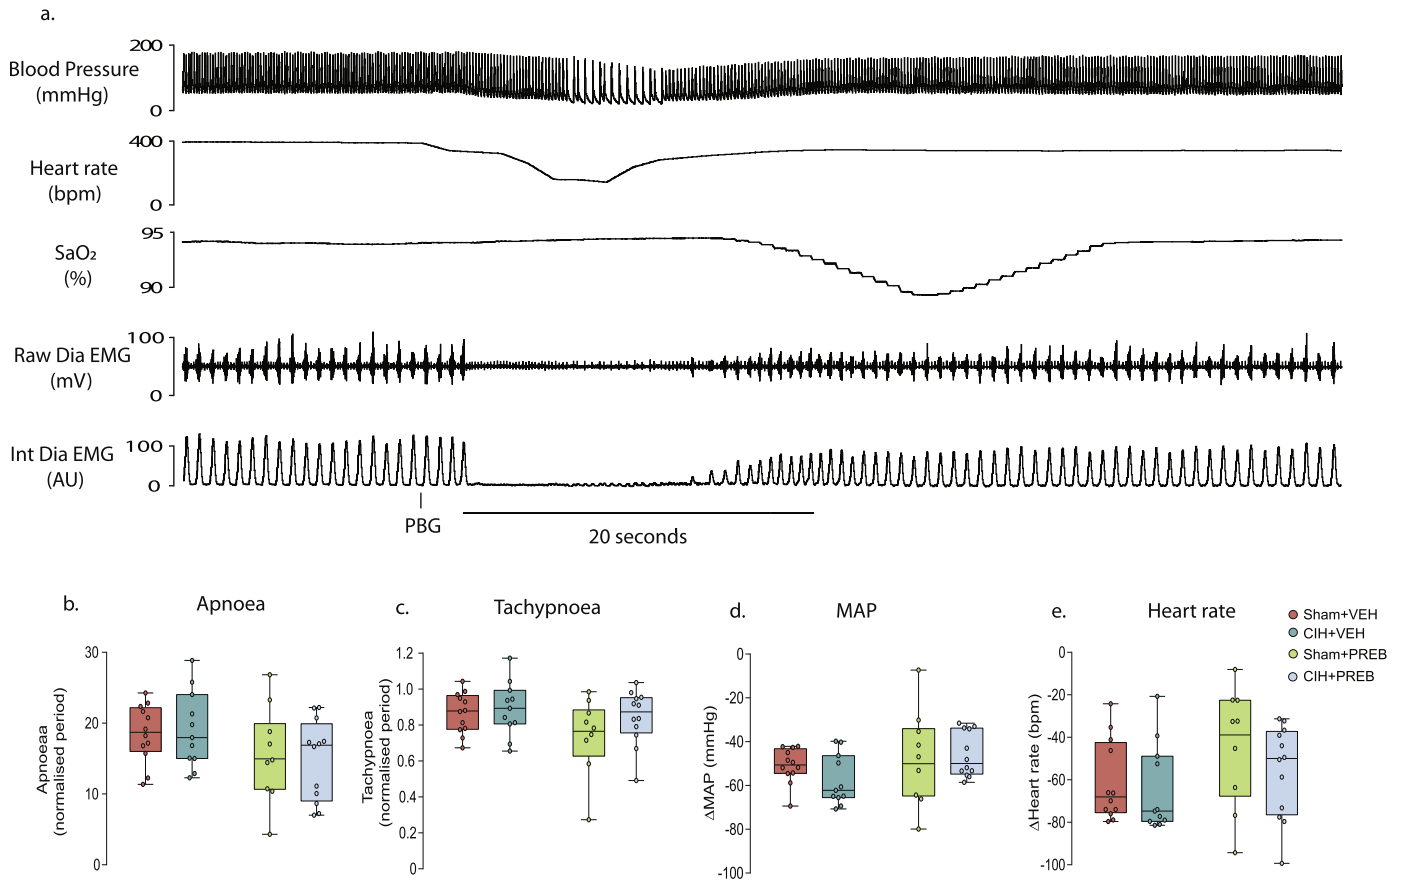 a.
200
Blood Pressure
(mmHg)
0
400
Heart rate
(bpm)
0
95
SaO₂
(%)
90
100
Raw Dia EMG
(mV)
0
100
Int Dia EMG
(AU)
0
PBG
20 seconds
b.
Apnoea
30
20
10
0
Apnoeaa
(normalised period)
c.
Tachypnoea
1.2
1.0
0.8
0.6
0.4
0.2
0
Tachypnoea
(normalised period)
d.
MAP
0
-20
-40
-60
-80
-100
ΔMAP (mmHg)
e.
Heart rate
0
-20
-40
-60
-80
-100
ΔHeart rate (bpm)
Sham+VEH
CIH+VEH
Sham+PREB
CIH+PREB